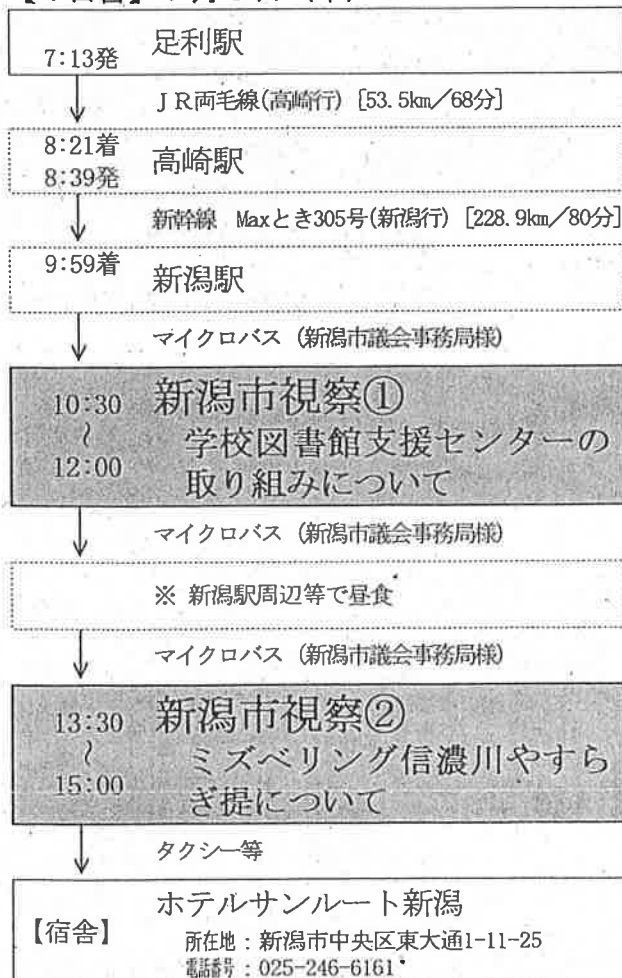 足利駅
7:13発
JR両毛線(高崎行) [53.5km/68分]
8:21着
高崎駅
8:39発
新幹線 Maxとき305号(新潟行) [228.9km/80分]
9:59着
新潟駅
マイクロバス (新潟市議会事務局様)
10:30
~
12:00
新潟市視察①
学校図書館支援センターの
取り組みについて
マイクロバス (新潟市議会事務局様)
※ 新潟駅周辺等で昼食
マイクロバス (新潟市議会事務局様)
13:30
~
15:00
新潟市視察②
ミズベリング信濃川やすら
ぎ提について
タクシー等
【宿舎】
ホテルサンルート新潟
所在地:新潟市中央区東大通1-11-25
電話番号:025-246-6161